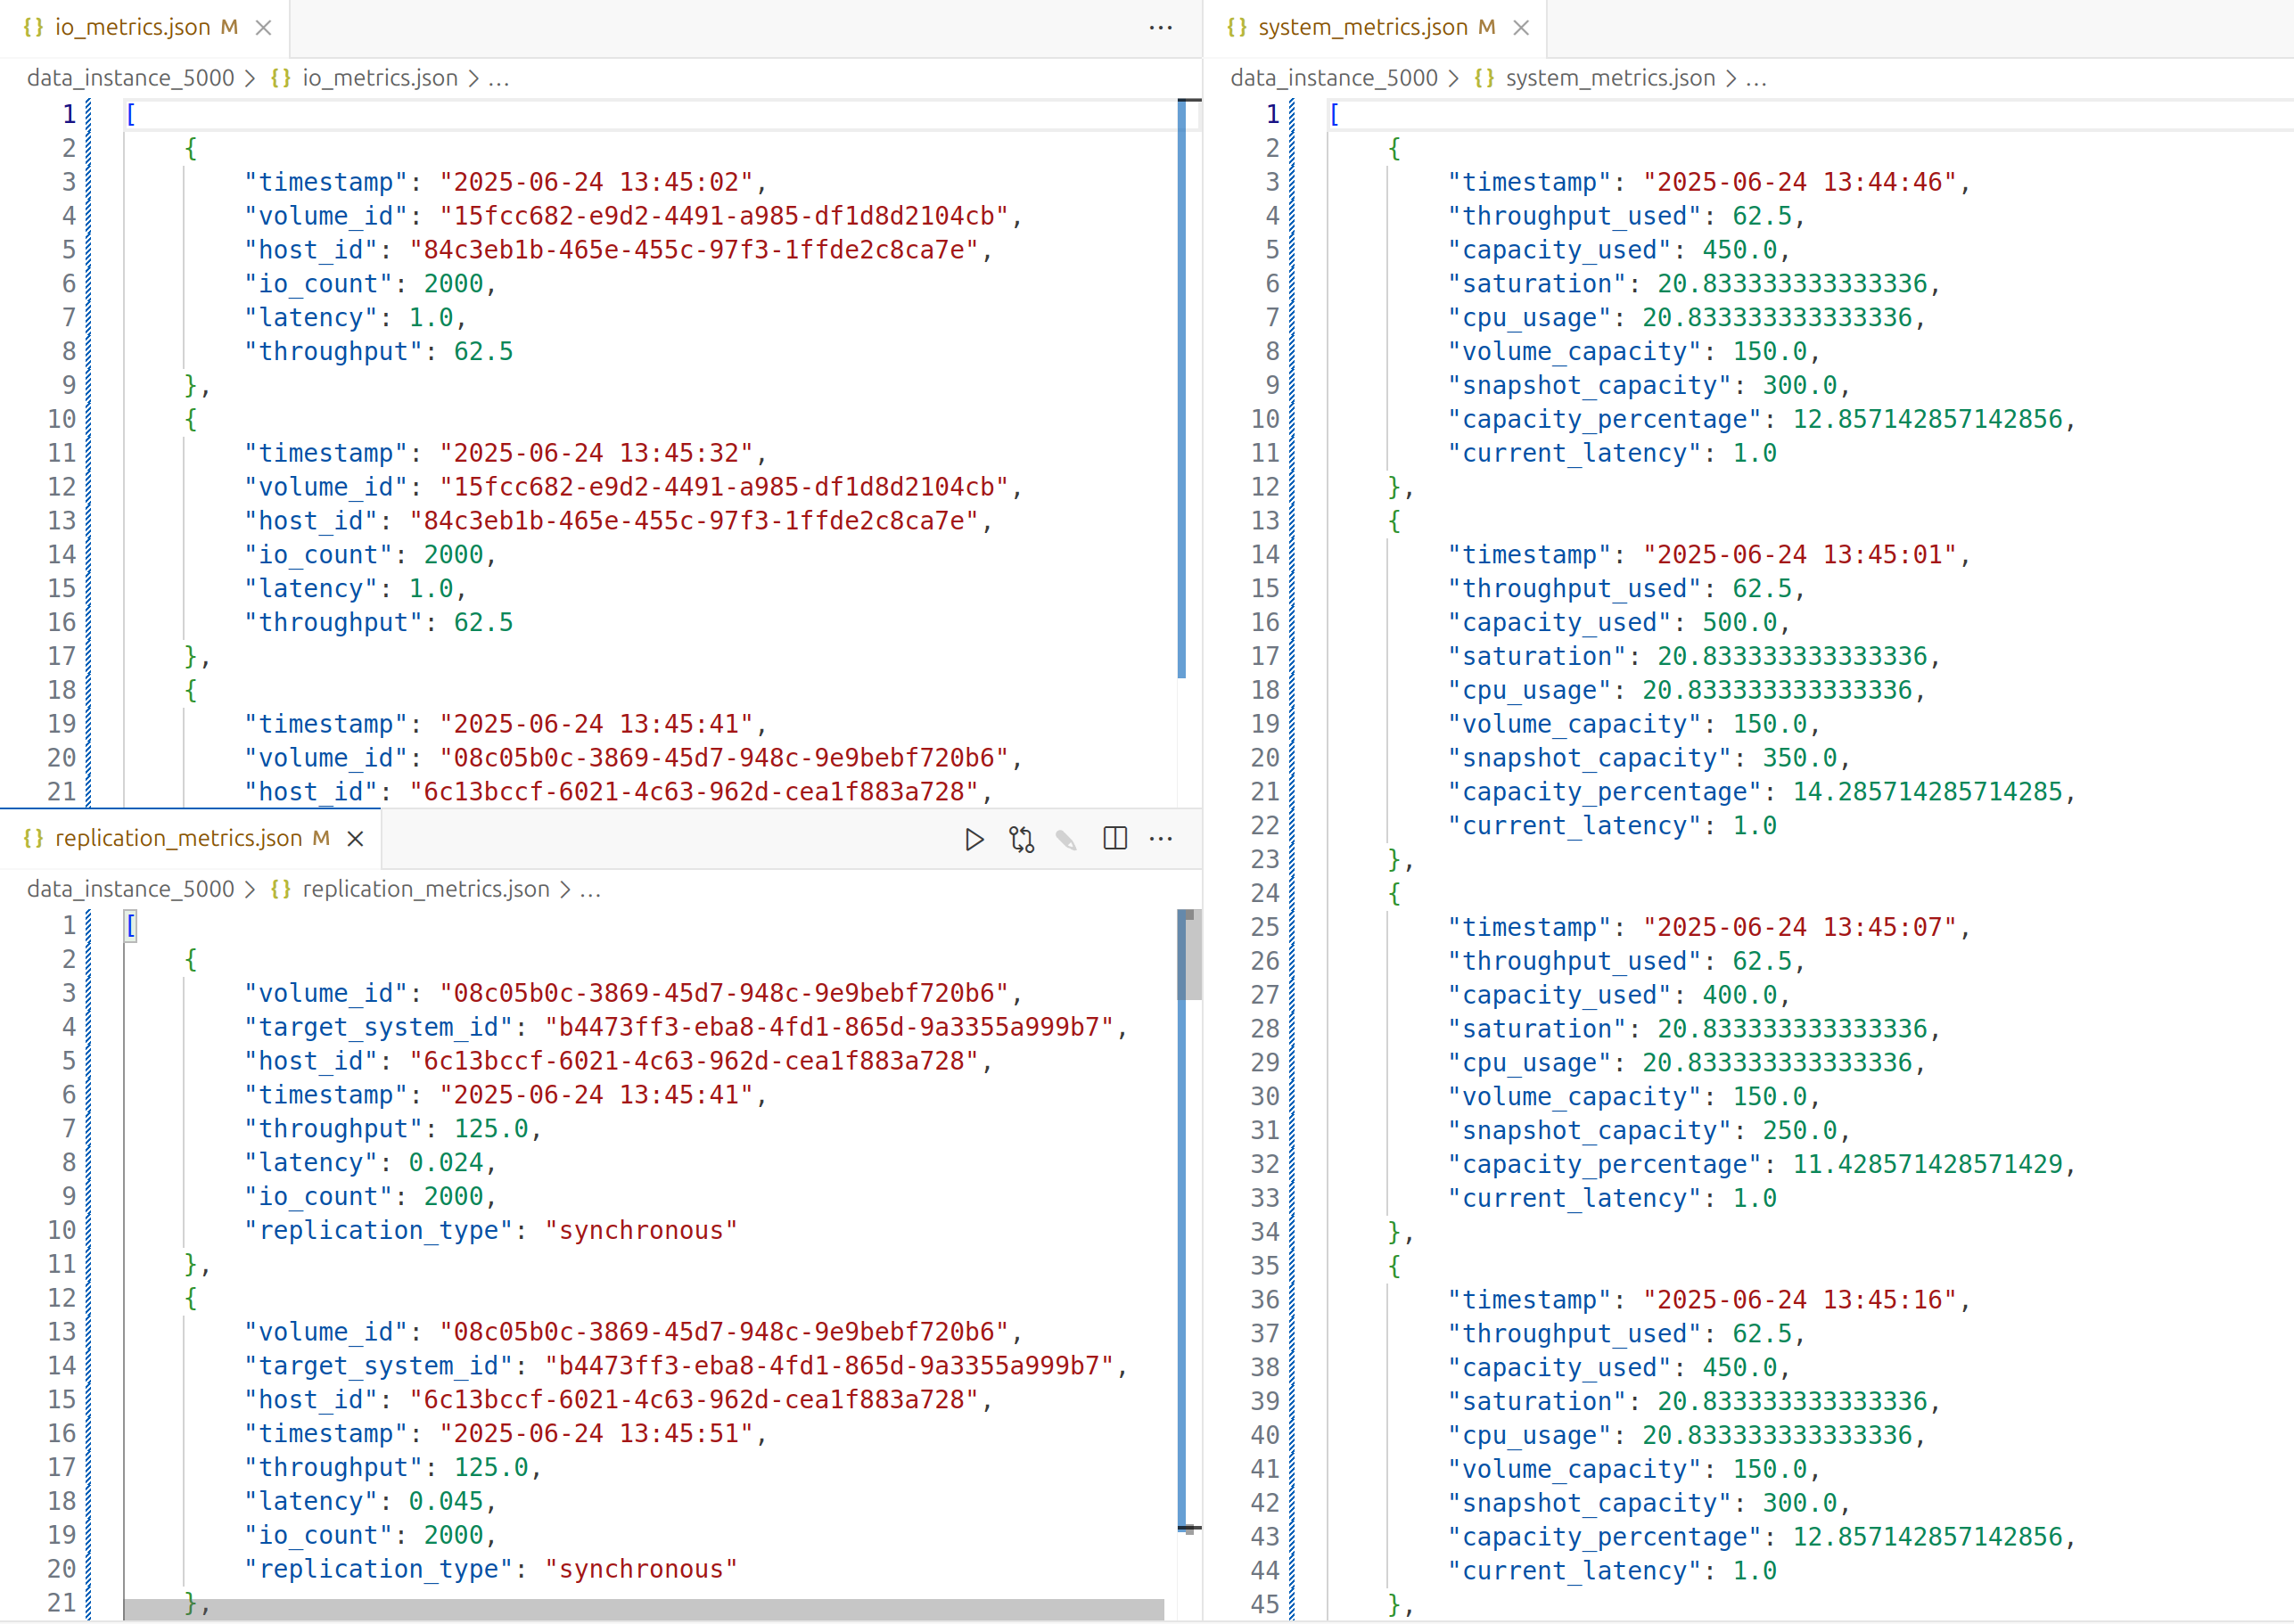 io_metrics.json M
data_instance_5000 > {} io_metrics.json > ...
1 [
2 {
3 "timestamp": "2025-06-24 13:45:02",
4 "volume_id": "15fcc682-e9d2-4491-a985-df1d8d2104cb",
5 "host_id": "84c3eb1b-465e-455c-97f3-1ffde2c8ca7e",
6 "io_count": 2000,
7 "latency": 1.0,
8 "throughput": 62.5
9 },
10 {
11 "timestamp": "2025-06-24 13:45:32",
12 "volume_id": "15fcc682-e9d2-4491-a985-df1d8d2104cb",
13 "host_id": "84c3eb1b-465e-455c-97f3-1ffde2c8ca7e",
14 "io_count": 2000,
15 "latency": 1.0,
16 "throughput": 62.5
17 },
18 {
19 "timestamp": "2025-06-24 13:45:41",
20 "volume_id": "08c05b0c-3869-45d7-948c-9e9bebf720b6",
21 "host_id": "6c13bccf-6021-4c63-962d-cea1f883a728",
replication_metrics.json M
data_instance_5000 > {} replication_metrics.json > ...
1 [
2 {
3 "volume_id": "08c05b0c-3869-45d7-948c-9e9bebf720b6",
4 "target_system_id": "b4473ff3-eba8-4fd1-865d-9a3355a999b7",
5 "host_id": "6c13bccf-6021-4c63-962d-cea1f883a728",
6 "timestamp": "2025-06-24 13:45:41",
7 "throughput": 125.0,
8 "latency": 0.024,
9 "io_count": 2000,
10 "replication_type": "synchronous"
11 },
12 {
13 "volume_id": "08c05b0c-3869-45d7-948c-9e9bebf720b6",
14 "target_system_id": "b4473ff3-eba8-4fd1-865d-9a3355a999b7",
15 "host_id": "6c13bccf-6021-4c63-962d-cea1f883a728",
16 "timestamp": "2025-06-24 13:45:51",
17 "throughput": 125.0,
18 "latency": 0.045,
19 "io_count": 2000,
20 "replication_type": "synchronous"
21 },
system_metrics.json M
data_instance_5000 > {} system_metrics.json > ...
1 [
2 {
3 "timestamp": "2025-06-24 13:44:46",
4 "throughput_used": 62.5,
5 "capacity_used": 450.0,
6 "saturation": 20.833333333333336,
7 "cpu_usage": 20.833333333333336,
8 "volume_capacity": 150.0,
9 "snapshot_capacity": 300.0,
10 "capacity_percentage": 12.857142857142856,
11 "current_latency": 1.0
12 },
13 {
14 "timestamp": "2025-06-24 13:45:01",
15 "throughput_used": 62.5,
16 "capacity_used": 500.0,
17 "saturation": 20.833333333333336,
18 "cpu_usage": 20.833333333333336,
19 "volume_capacity": 150.0,
20 "snapshot_capacity": 350.0,
21 "capacity_percentage": 14.285714285714285,
22 "current_latency": 1.0
23 },
24 {
25 "timestamp": "2025-06-24 13:45:07",
26 "throughput_used": 62.5,
27 "capacity_used": 400.0,
28 "saturation": 20.833333333333336,
29 "cpu_usage": 20.833333333333336,
30 "volume_capacity": 150.0,
31 "snapshot_capacity": 250.0,
32 "capacity_percentage": 11.428571428571429,
33 "current_latency": 1.0
34 },
35 {
36 "timestamp": "2025-06-24 13:45:16",
37 "throughput_used": 62.5,
38 "capacity_used": 450.0,
39 "saturation": 20.833333333333336,
40 "cpu_usage": 20.833333333333336,
41 "volume_capacity": 150.0,
42 "snapshot_capacity": 300.0,
43 "capacity_percentage": 12.857142857142856,
44 "current_latency": 1.0
45 },